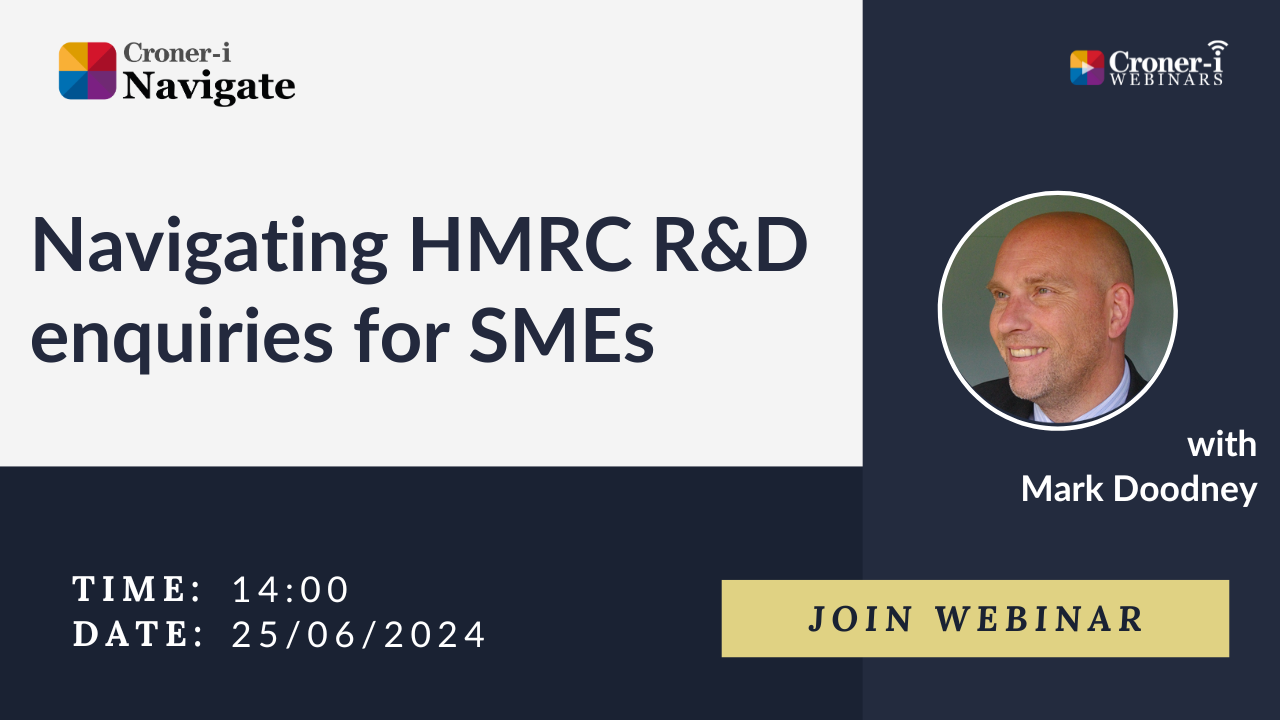 Croner-i
Navigate
Croner-i
WEBINARS
Navigating HMRC R&D
enquiries for SMEs
with
Mark Doodney
TIME: 14:00
DATE: 25/06/2024
JOIN WEBINAR